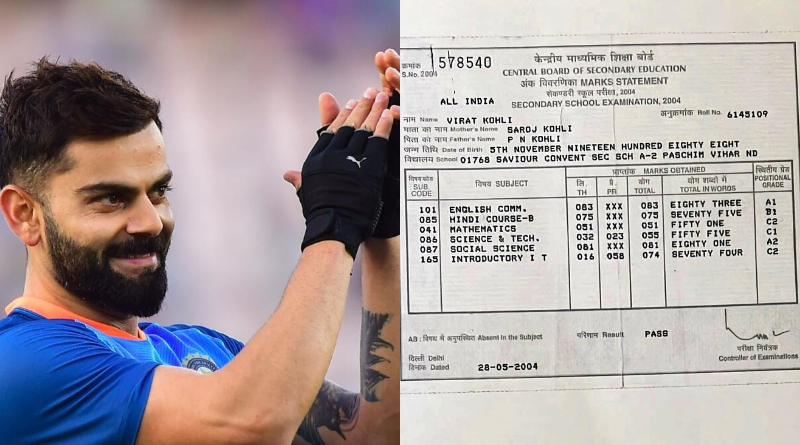 क्रमांक
S.No. 2004 1578540
केन्द्रीय माध्यमिक शिक्षा बोर्ड
CENTRAL BOARD OF SECONDARY EDUCATION
अंक विवरणिका MARKS STATEMENT
सेकण्डरी स्कूल परीक्षा, 2004
ALL INDIA SECONDARY SCHOOL EXAMINATION, 2004
नाम Name VIRAT KOHLI अनुक्रमांक Roll No. 6145109
माता का नाम Mother's Name SAROJ KOHLI
पिता का नाम Father's Name P N KOHLI
जन्म तिथि Date of Birth 5TH NOVEMBER NINETEEN HUNDRED EIGHTY EIGHT
विद्यालय School 01768 SAVIOUR CONVENT SEC SCH A-2 PASCHIM VIHAR ND
विषय कोड SUB. CODE विषय SUBJECT प्राप्तांक MARKS OBTAINED स्थितीय ग्रेड POSITIONAL GRADE
लि. TH प्रै. PR योग TOTAL योग शब्दों में TOTAL IN WORDS
101 ENGLISH COMM. 083 XXX 083 EIGHTY THREE A1
085 HINDI COURSE-B 075 XXX 075 SEVENTY FIVE B1
041 MATHEMATICS 051 XXX 051 FIFTY ONE C2
086 SCIENCE & TECH. 032 023 055 FIFTY FIVE C1
087 SOCIAL SCIENCE 081 XXX 081 EIGHTY ONE A2
165 INTRODUCTORY I T 016 058 074 SEVENTY FOUR C2
AB : विषय में अनुपस्थित Absent in the Subject परिणाम Result PASS
दिल्ली Delhi
दिनांक Dated 28-05-2004
परीक्षा नियंत्रक
Controller of Examinations